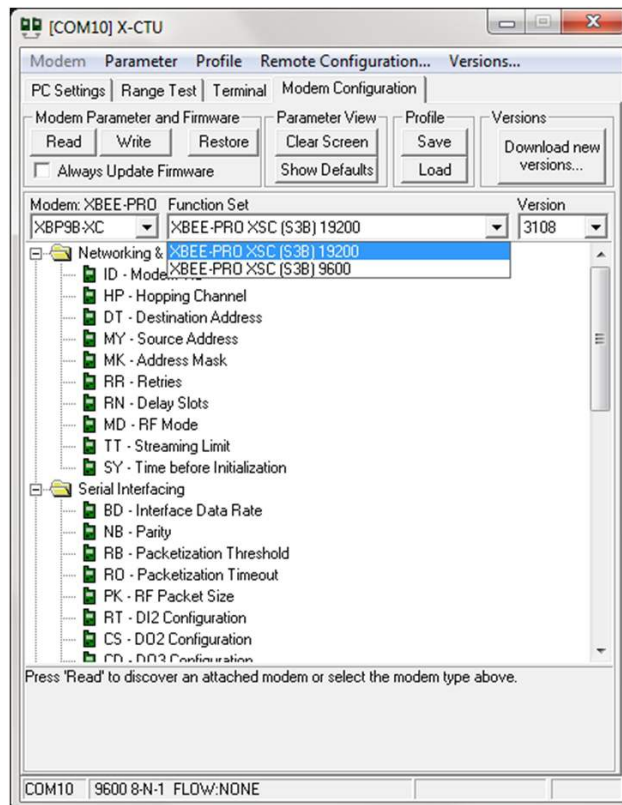 [COM10] X-CTU
Modem Parameter Profile Remote Configuration... Versions...
PC Settings Range Test Terminal Modem Configuration
Modem Parameter and Firmware Parameter View Profile Versions
Read Write Restore Clear Screen Save Download new versions...
Always Update Firmware Show Defaults Load
Modem: XBEE-PRO Function Set Version
XBP9B-XC XBEE-PRO XSC (S3B) 19200 3108
XBEE-PRO XSC (S3B) 19200
XBEE-PRO XSC (S3B) 9600
Networking &
ID - Modem
HP - Hopping Channel
DT - Destination Address
MY - Source Address
MK - Address Mask
RR - Retries
RN - Delay Slots
MD - RF Mode
TT - Streaming Limit
SY - Time before Initialization
Serial Interfacing
BD - Interface Data Rate
NB - Parity
RB - Packetization Threshold
RO - Packetization Timeout
PK - RF Packet Size
RT - DI2 Configuration
CS - DO2 Configuration
CD - DO3 Configuration
Press 'Read' to discover an attached modem or select the modem type above.
COM10 9600 8-N-1 FLOW:NONE